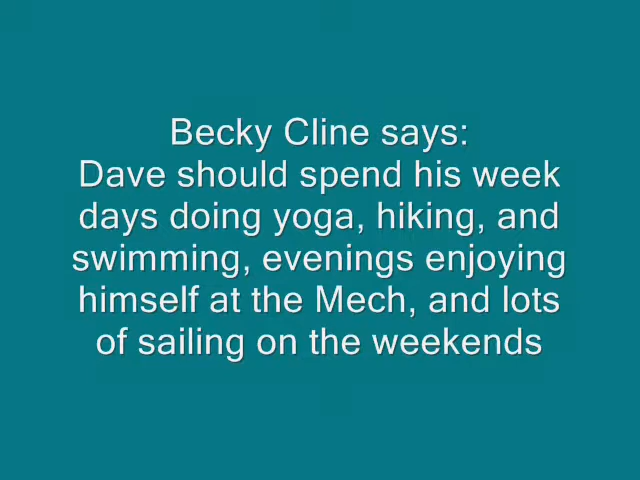 Becky Cline says:
Dave should spend his week
days doing yoga, hiking, and
swimming, evenings enjoying
himself at the Mech, and lots
of sailing on the weekends